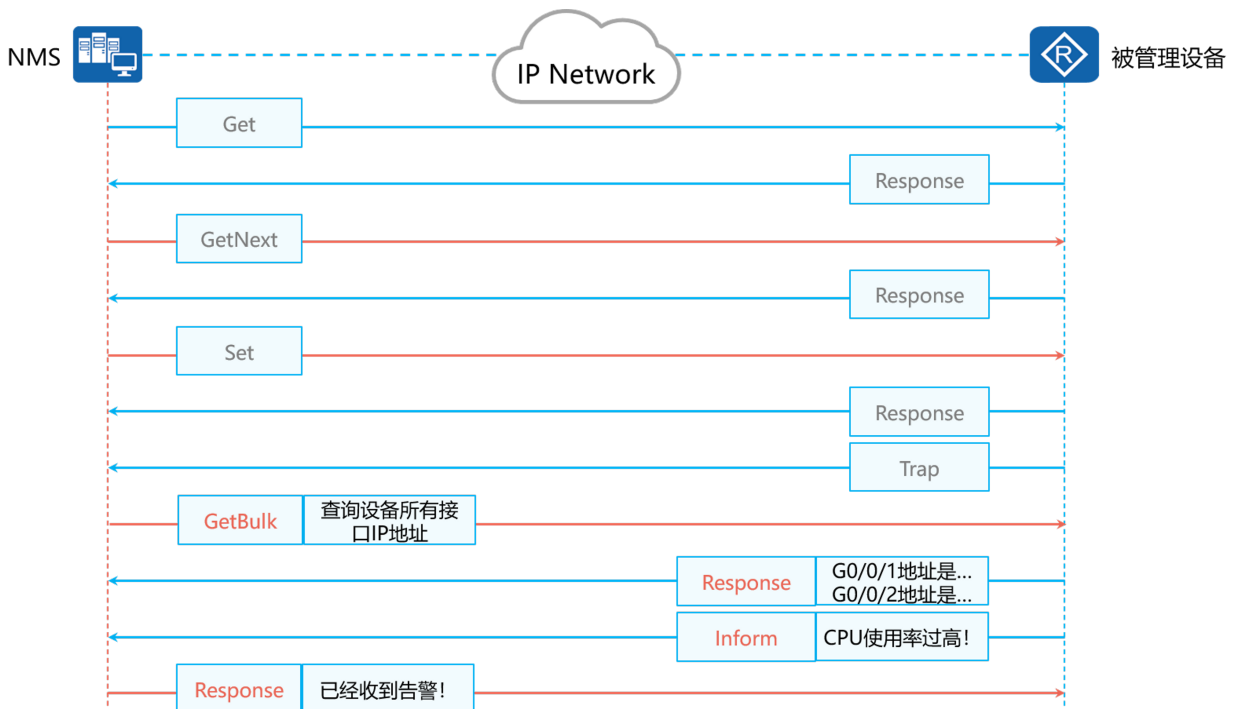 NMS
IP Network
R
被管理设备
Get
Response
GetNext
Response
Set
Response
Trap
GetBulk
查询设备所有接
口IP地址
Response
G0/0/1地址是...
G0/0/2地址是...
Inform
CPU使用率过高!
Response
已经收到告警!